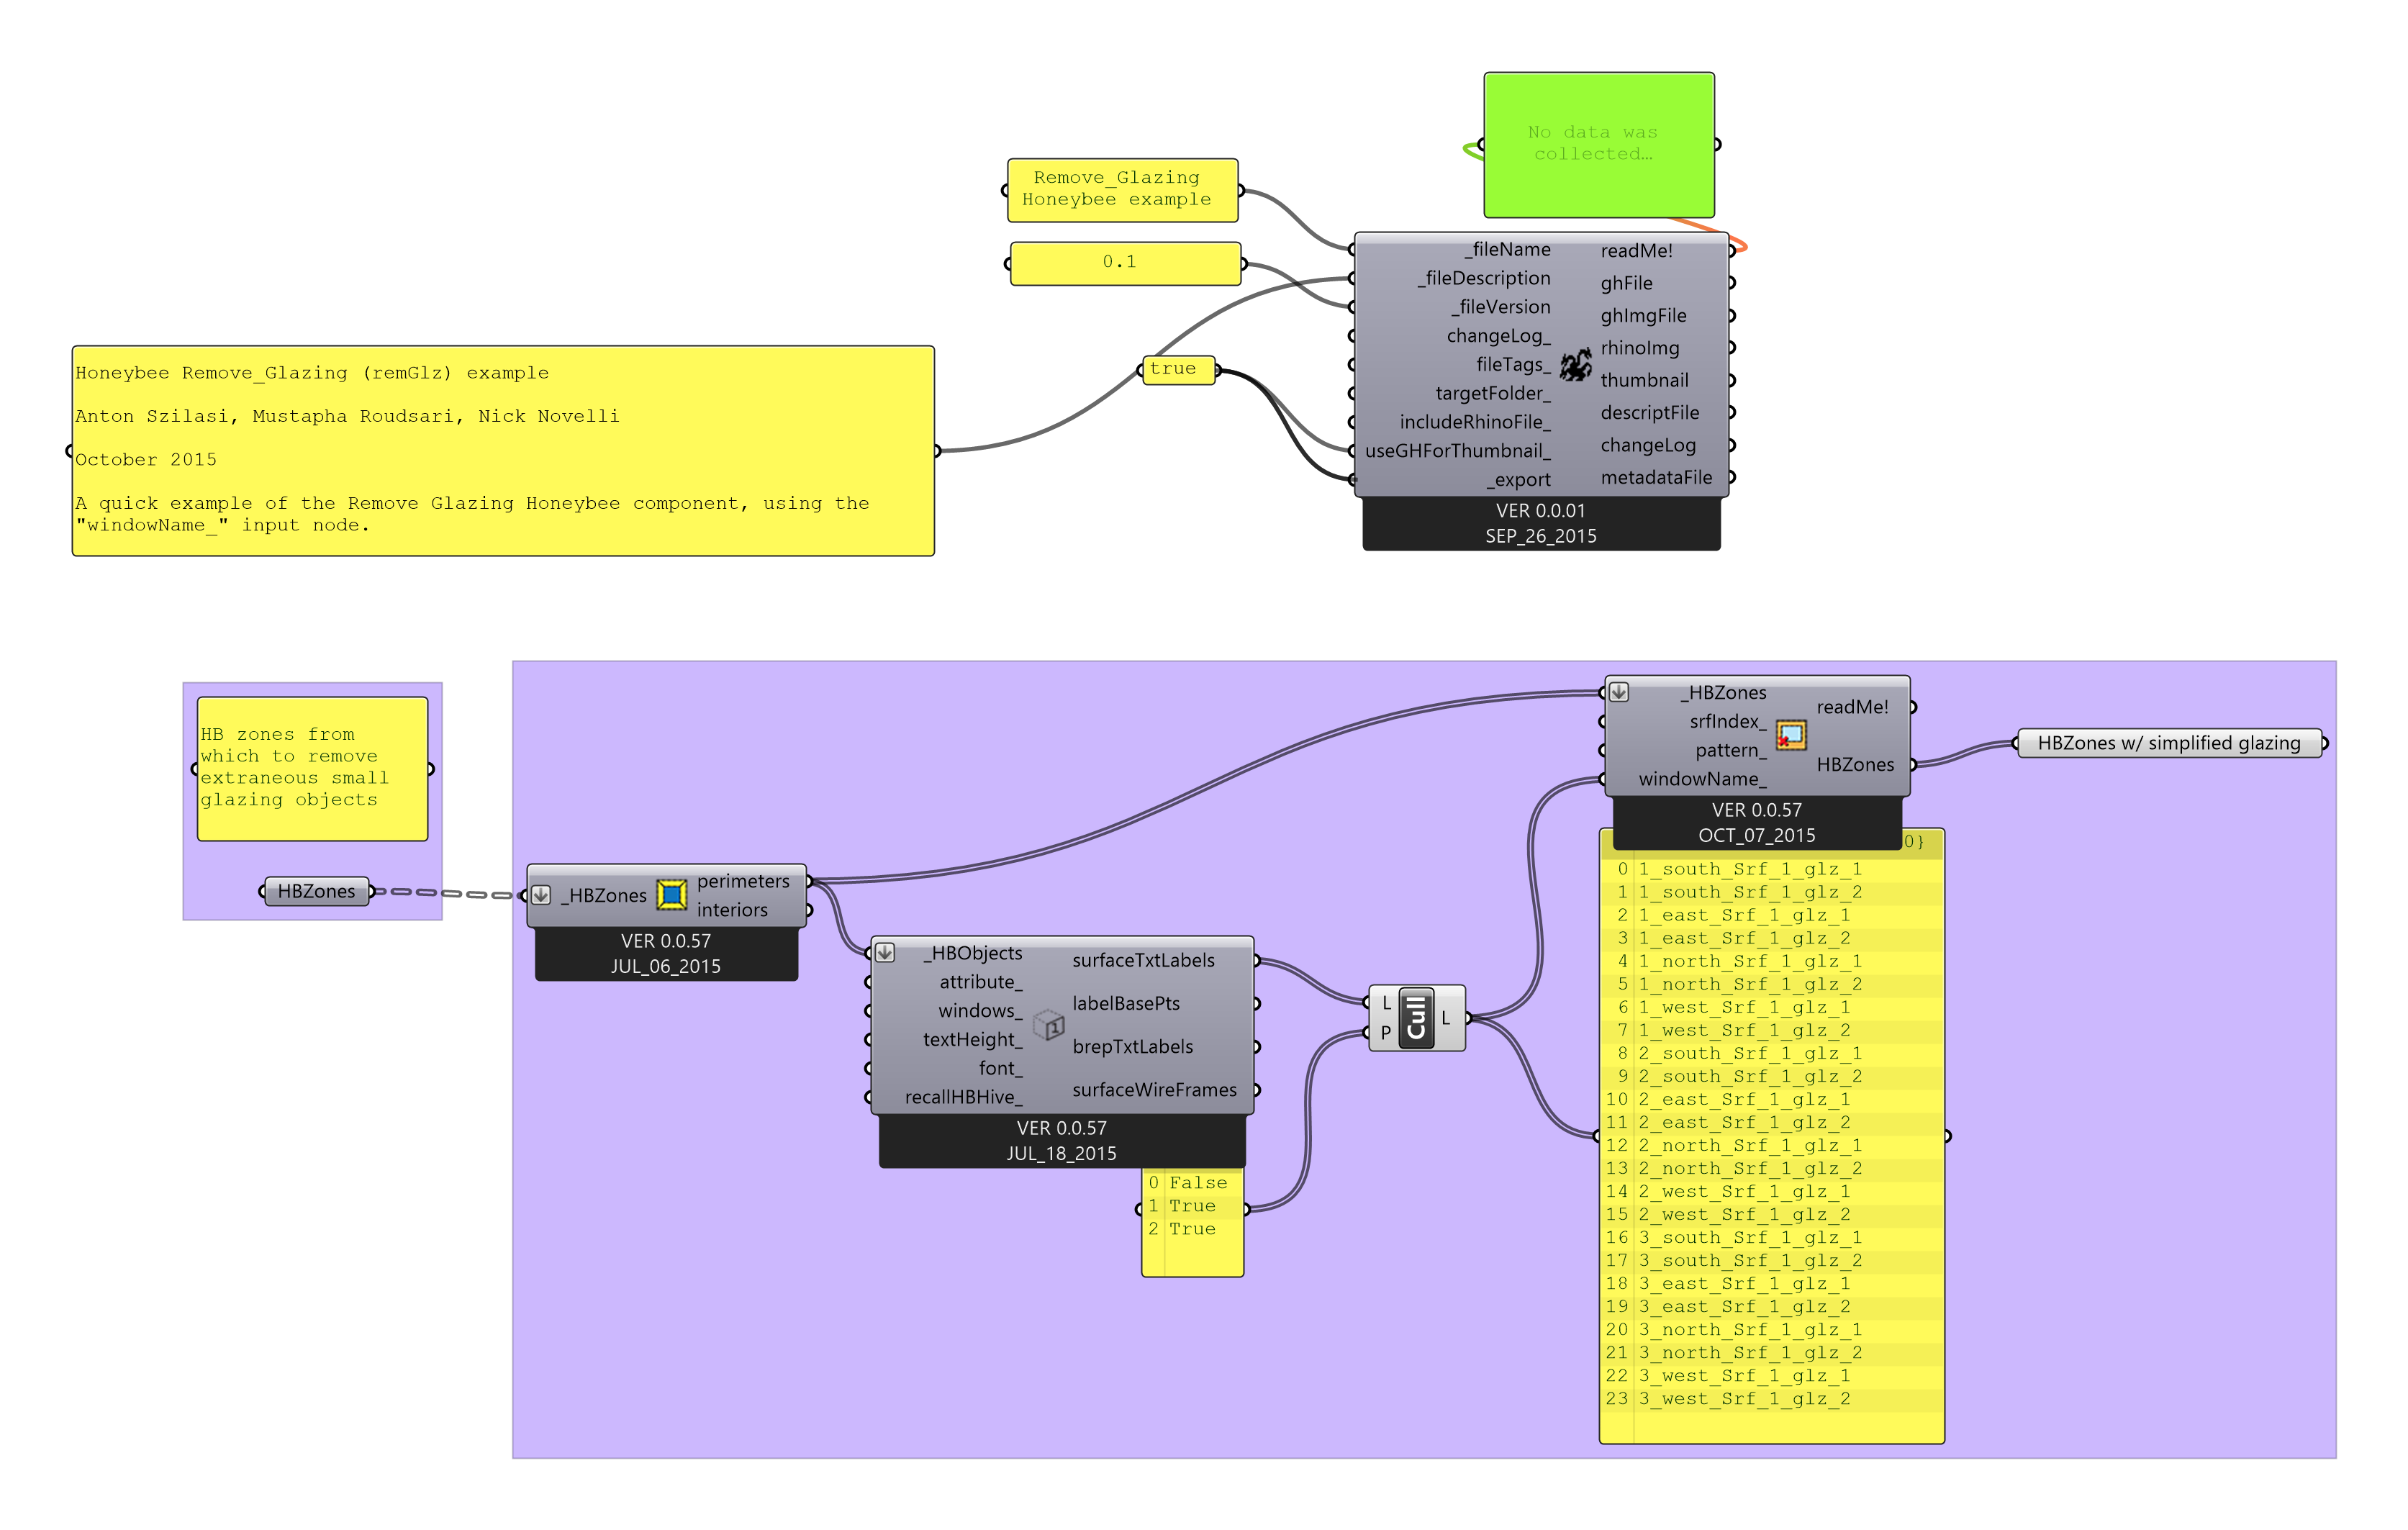 No data was
collected…
Remove_Glazing
Honeybee example
0.1
true
_fileName
_fileDescription
_fileVersion
changeLog_
fileTags_
targetFolder_
includeRhinoFile_
useGHForThumbnail_
_export
readMe!
ghFile
ghImgFile
rhinoImg
thumbnail
descriptFile
changeLog
metadataFile
VER 0.0.01
SEP_26_2015
Honeybee Remove_Glazing (remGlz) example
Anton Szilasi, Mustapha Roudsari, Nick Novelli
October 2015
A quick example of the Remove Glazing Honeybee component, using the
"windowName_" input node.
HB zones from
which to remove
extraneous small
glazing objects
HBZones
_HBZones
perimeters
interiors
VER 0.0.57
JUL_06_2015
_HBObjects
attribute_
windows_
textHeight_
font_
recallHBHive_
surfaceTxtLabels
labelBasePts
brepTxtLabels
surfaceWireFrames
VER 0.0.57
JUL_18_2015
0 False
1 True
2 True
L
P
Cull
L
_HBZones
srfIndex_
pattern_
windowName_
readMe!
HBZones
VER 0.0.57
OCT_07_2015
HBZones w/ simplified glazing
0}
0 1_south_Srf_1_glz_1
1 1_south_Srf_1_glz_2
2 1_east_Srf_1_glz_1
3 1_east_Srf_1_glz_2
4 1_north_Srf_1_glz_1
5 1_north_Srf_1_glz_2
6 1_west_Srf_1_glz_1
7 1_west_Srf_1_glz_2
8 2_south_Srf_1_glz_1
9 2_south_Srf_1_glz_2
10 2_east_Srf_1_glz_1
11 2_east_Srf_1_glz_2
12 2_north_Srf_1_glz_1
13 2_north_Srf_1_glz_2
14 2_west_Srf_1_glz_1
15 2_west_Srf_1_glz_2
16 3_south_Srf_1_glz_1
17 3_south_Srf_1_glz_2
18 3_east_Srf_1_glz_1
19 3_east_Srf_1_glz_2
20 3_north_Srf_1_glz_1
21 3_north_Srf_1_glz_2
22 3_west_Srf_1_glz_1
23 3_west_Srf_1_glz_2